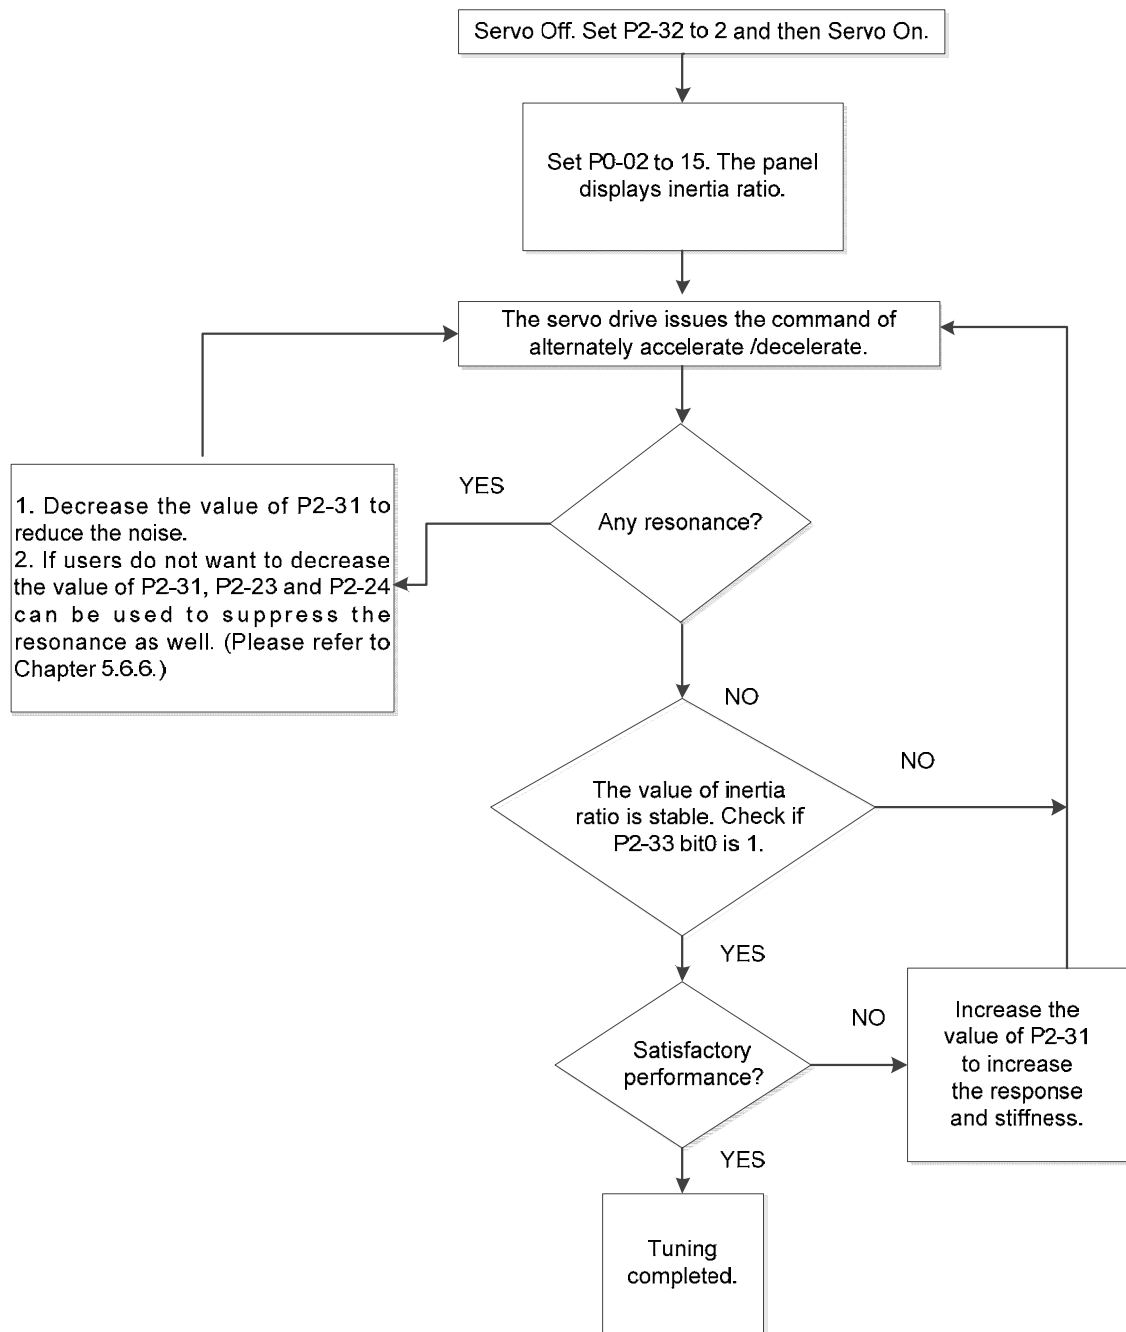 Servo Off. Set P2-32 to 2 and then Servo On.
Set P0-02 to 15. The panel
displays inertia ratio.
The servo drive issues the command of
alternately accelerate /decelerate.
YES
Any resonance?
1. Decrease the value of P2-31 to
reduce the noise.
2. If users do not want to decrease
the value of P2-31, P2-23 and P2-24
can be used to suppress the
resonance as well. (Please refer to
Chapter 5.6.6.)
NO
NO
The value of inertia
ratio is stable. Check if
P2-33 bit0 is 1.
YES
NO
Satisfactory
performance?
Increase the
value of P2-31
to increase
the response
and stiffness.
YES
Tuning
completed.